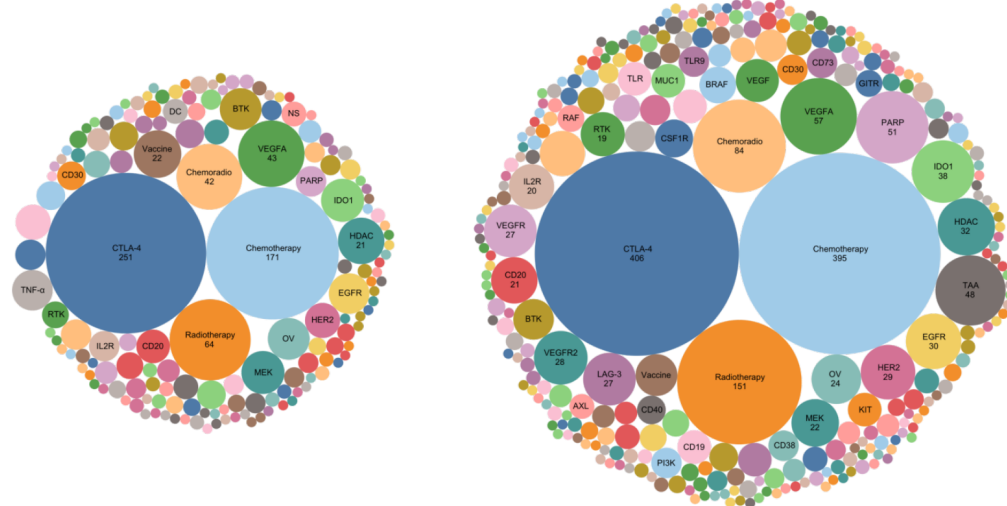 DC
BTK
NS
Vaccine
22
VEGFA
43
Chemoradio
42
CD30
PARP
IDO1
CTLA-4
251
Chemotherapy
171
HDAC
21
TNF-α
EGFR
RTK
HER2
Radiotherapy
64
OV
IL2R
CD20
MEK
TLR9
CD30
CD73
TLR
MUC1
BRAF
VEGF
GITR
RAF
RTK
19
CSF1R
Chemoradio
84
VEGFA
57
PARP
51
IL2R
20
IDO1
38
VEGFR
27
HDAC
32
CTLA-4
406
Chemotherapy
395
CD20
21
TAA
48
BTK
EGFR
30
VEGFR2
28
LAG-3
27
Vaccine
Radiotherapy
151
OV
24
HER2
29
AXL
CD40
KIT
MEK
22
CD19
CD38
PI3K